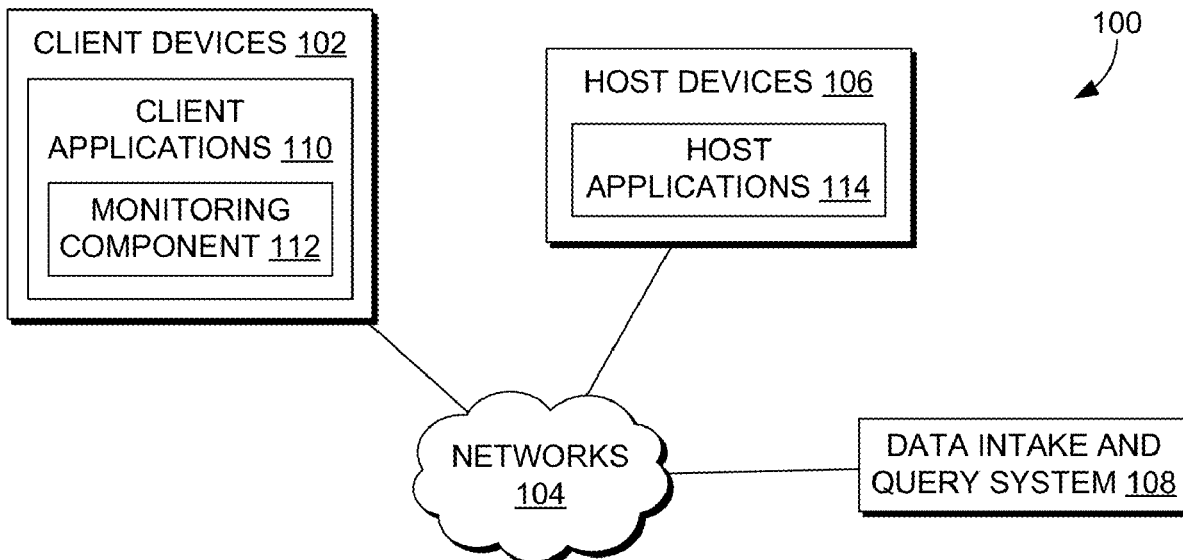 CLIENT DEVICES 102
CLIENT
APPLICATIONS 110
MONITORING
COMPONENT 112
HOST DEVICES 106
HOST
APPLICATIONS 114
100
NETWORKS
104
DATA INTAKE AND
QUERY SYSTEM 108